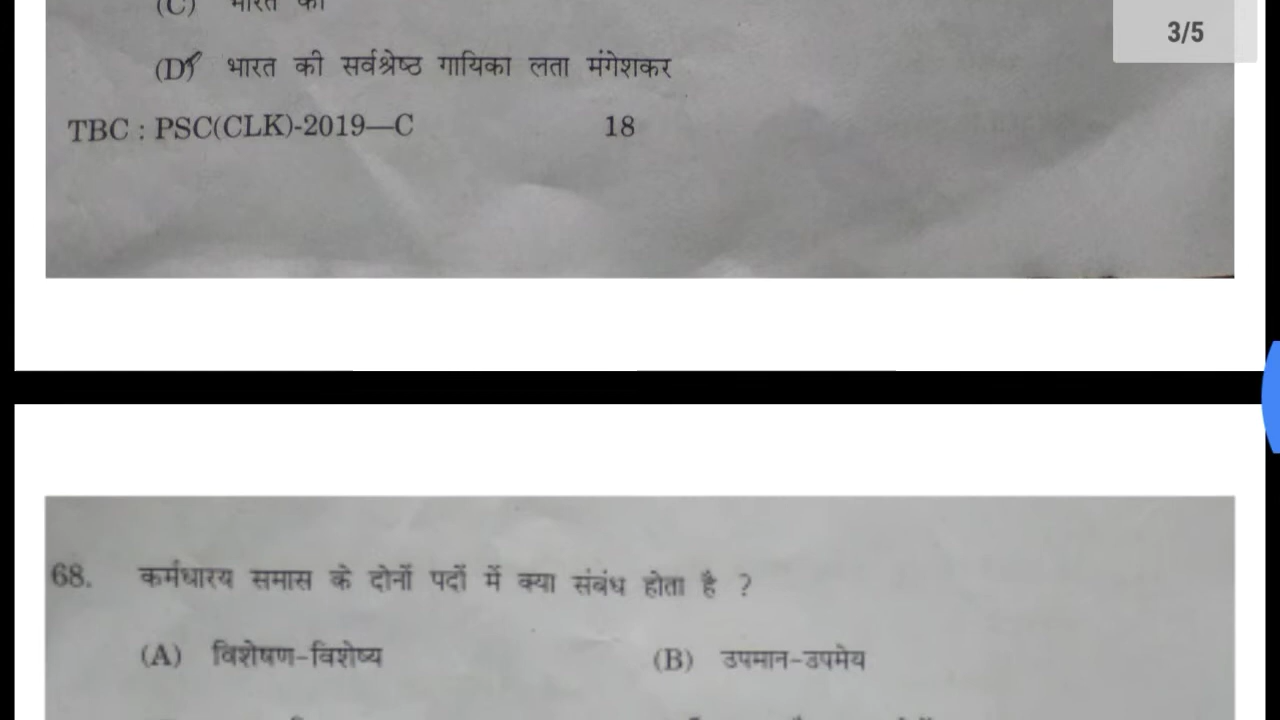 (C) भारत की
3/5
(D) भारत की सर्वश्रेष्ठ गायिका लता मंगेशकर
TBC : PSC(CLK)-2019—C 18
68. कर्मधारय समास के दोनों पदों में क्या संबंध होता है ?
(A) विशेषण-विशेष्य (B) उपमान-उपमेय